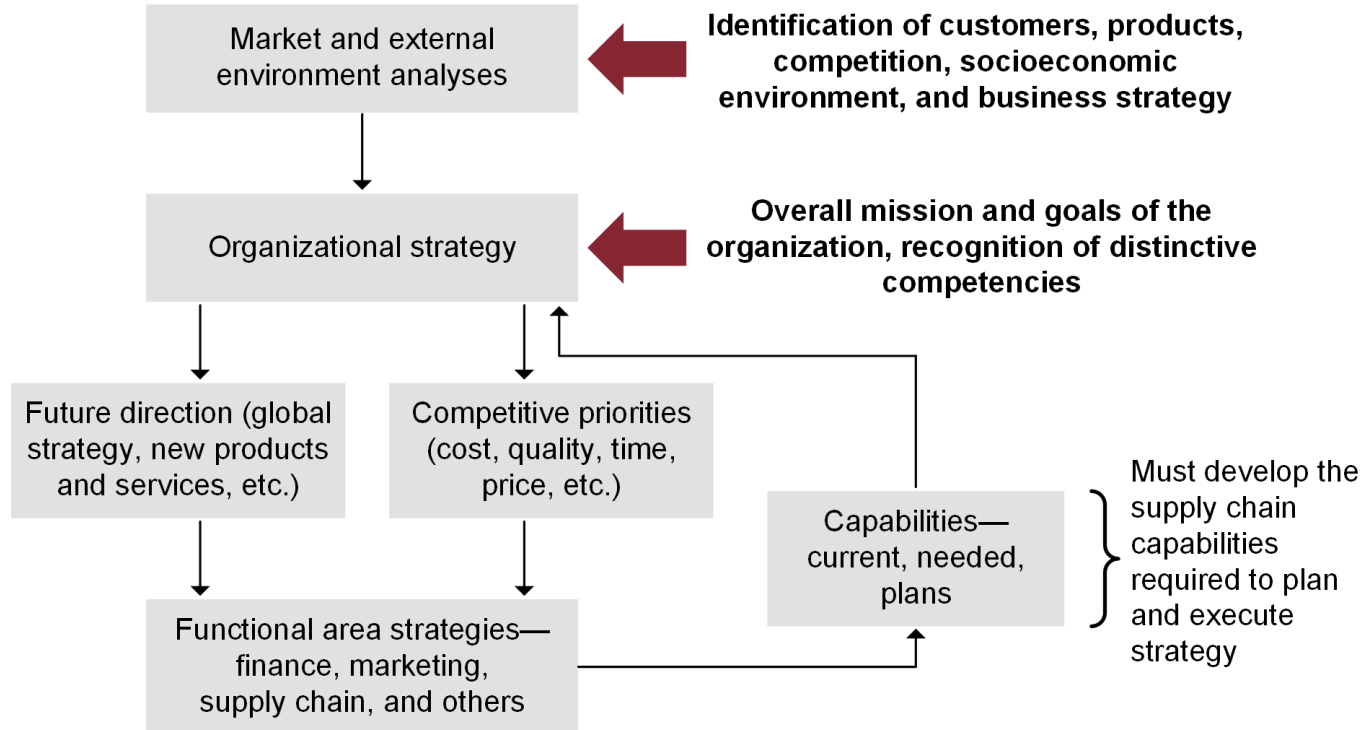 Market and external
environment analyses
Identification of customers, products,
competition, socioeconomic
environment, and business strategy
Organizational strategy
Overall mission and goals of the
organization, recognition of distinctive
competencies
Future direction (global
strategy, new products
and services, etc.)
Competitive priorities
(cost, quality, time,
price, etc.)
Capabilities—
current, needed,
plans
Must develop the
supply chain
capabilities
required to plan
and execute
strategy
Functional area strategies—
finance, marketing,
supply chain, and others